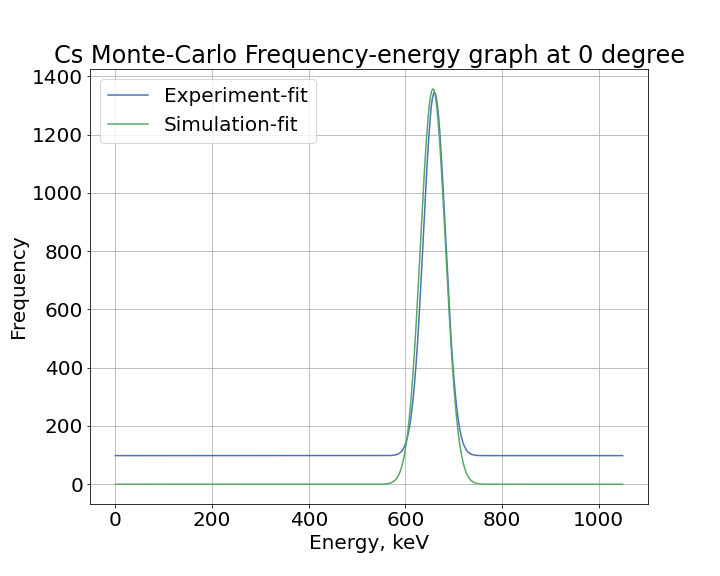 Cs Monte-Carlo Frequency-energy graph at 0 degree
Experiment-fit
Simulation-fit
Frequency
1400
1200
1000
800
600
400
200
0
0 200 400 600 800 1000
Energy, keV